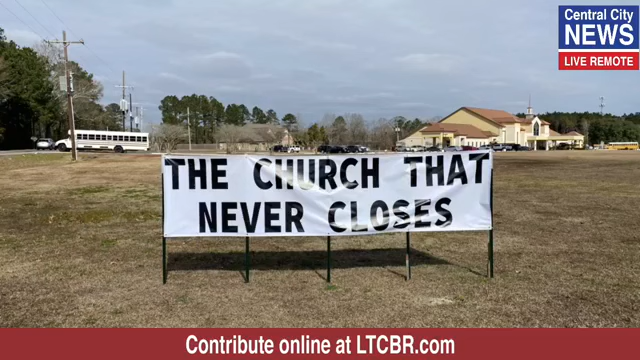 Central City
NEWS
LIVE REMOTE
THE CHURCH THAT
NEVER CLOSES
Contribute online at LTCBR.com